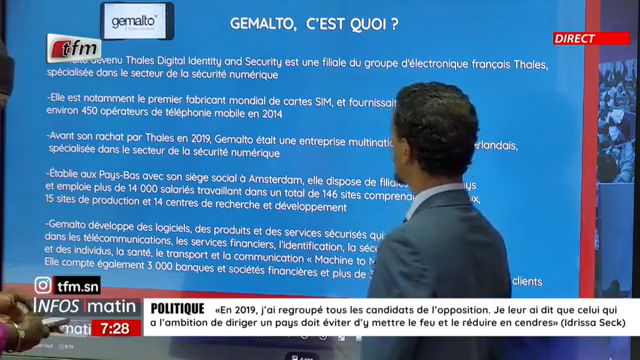 gemalto
GEMALTO, C'EST QUOI ?
tfm
DIRECT
devenu Thales Digital Identity and Security est une filiale du groupe d'électronique français Thales,
spécialisée dans le secteur de la sécurité numérique
-Elle est notamment le premier fabricant mondial de cartes SIM, et fournissait
environ 450 opérateurs de téléphonie mobile en 2014
-Avant son rachat par Thales en 2019, Gemalto était une entreprise
spécialisée dans le secteur de la sécurité numérique
-Établie aux Pays-Bas avec son siège social à Amsterdam, elle dispose de
et emploie plus de 14 000 salariés travaillant dans un total de 146 sites
15 sites de production et 14 centres de recherche et développement
-Gemalto développe des logiciels, des produits et des services sécurisés
dans les télécommunications, les services financiers, l'identification, la
et des individus, la santé, le transport et la communication « Machine to
Elle compte également 3 000 banques et sociétés financières et plus de clients
tfm.sn
INFOS matin
matin 7:28
POLITIQUE «En 2019, j'ai regroupé tous les candidats de l'opposition. Je leur ai dit que celui qui
a l'ambition de diriger un pays doit éviter d'y mettre le feu et le réduire en cendres» (Idrissa Seck)